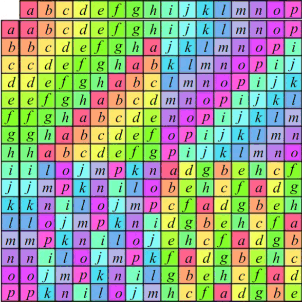 a b c d e f g h i j k l m n o p
a a b c d e f g h i j k l m n o p
b b c d e f g h a j k l m n o p i
c c d e f g h a b k l m n o p i j
d d e f g h a b c l m n o p i j k
e e f g h a b c d m n o p i j k l
f f g h a b c d e n o p i j k l m
g g h a b c d e f o p i j k l m n
h h a b c d e f g p i j k l m n o
i i l o j m p k n a d g b e h c f
j j m p k n i l o b e h c f a d g
k k n i l o j m p c f a d g b e h
l l o j m p k n i d g b e h c f a
m m p k n i l o j e h c f a d g b
n n i l o j m p k f a d g b e h c
o o j m p k n i l g b e h c f a d
p p k n i l o j m h c f a d g b e